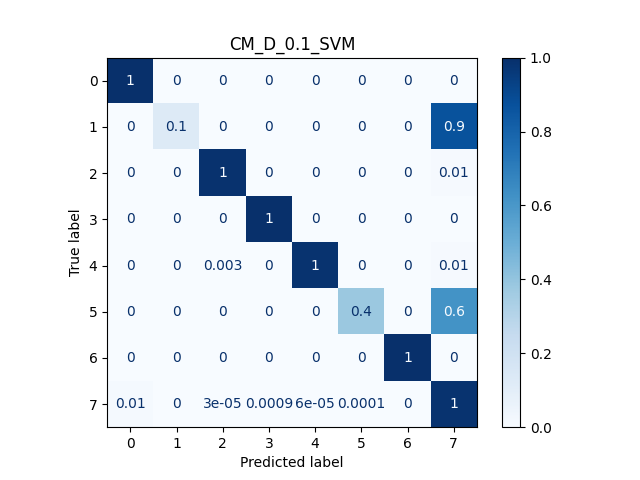 CM_D_0.1_SVM
0 1 0 0 0 0 0 0 0
1 0 0.1 0 0 0 0 0 0.9
2 0 0 1 0 0 0 0 0.01
3 0 0 0 1 0 0 0 0
4 0 0 0.003 0 1 0 0 0.01
5 0 0 0 0 0 0.4 0 0.6
6 0 0 0 0 0 0 1 0
7 0.01 0 3e-05 0.0009 6e-05 0.0001 0 1
0 1 2 3 4 5 6 7
Predicted label
True label
1.0
0.8
0.6
0.4
0.2
0.0